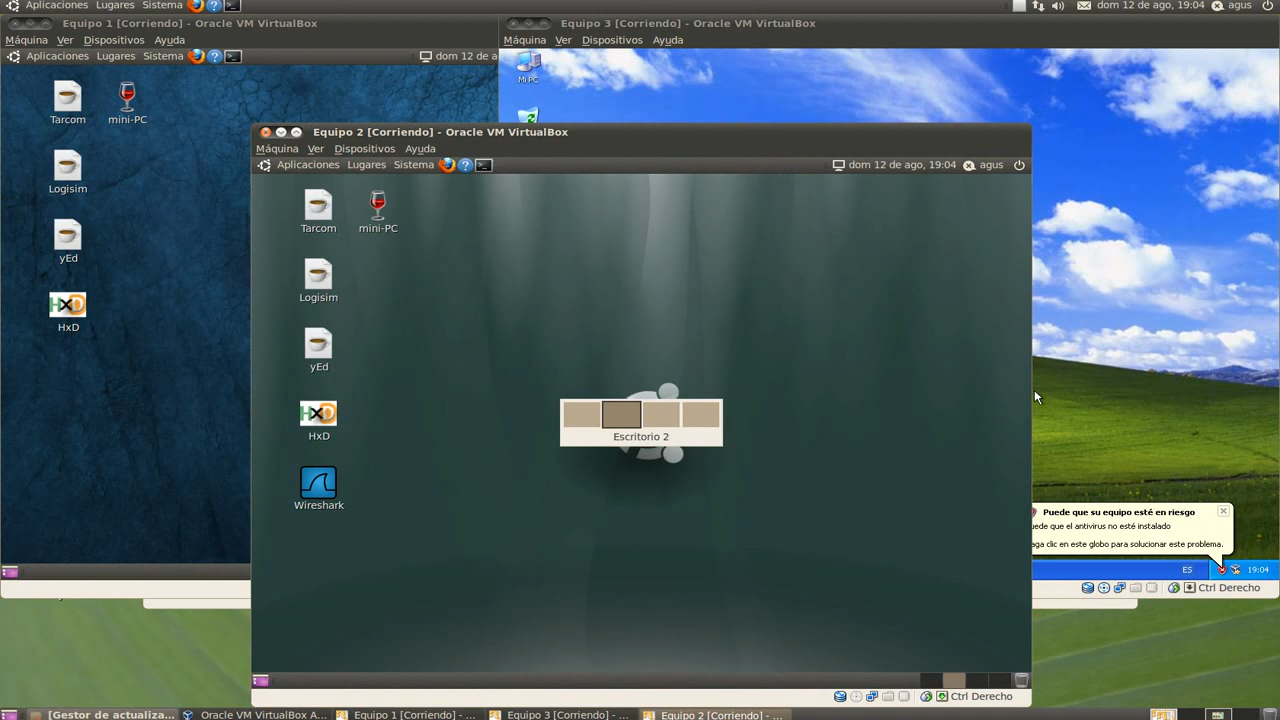 Aplicaciones Lugares Sistema
dom 12 de ago, 19:04 agus
Equipo 1 [Corriendo] - Oracle VM VirtualBox
Máquina Ver Dispositivos Ayuda
Aplicaciones Lugares Sistema
dom 12 de a
Tarcom
mini-PC
Logisim
yEd
HxD
Equipo 3 [Corriendo] - Oracle VM VirtualBox
Máquina Ver Dispositivos Ayuda
Mi PC
Equipo 2 [Corriendo] - Oracle VM VirtualBox
Máquina Ver Dispositivos Ayuda
Aplicaciones Lugares Sistema
dom 12 de ago, 19:04 agus
Tarcom
mini-PC
Logisim
yEd
HxD
Wireshark
Escritorio 2
Ctrl Derecho
Puede que su equipo esté en riesgo
uede que el antivirus no esté instalado
aga clic en este globo para solucionar este problema.
ES
19:04
Ctrl Derecho
[Gestor de actualiza...
Oracle VM VirtualBox A...
Equipo 1 [Corriendo] - ...
Equipo 3 [Corriendo] - ...
Equipo 2 [Corriendo] - ...